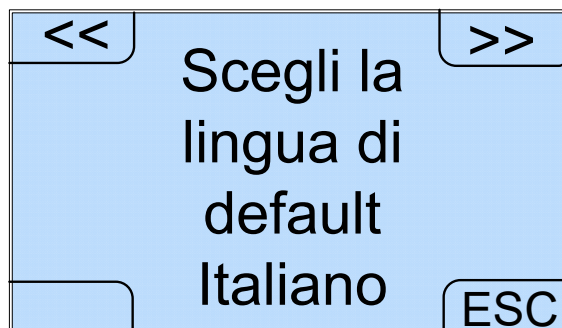 << >>
Scegli la
lingua di
default
Italiano
ESC